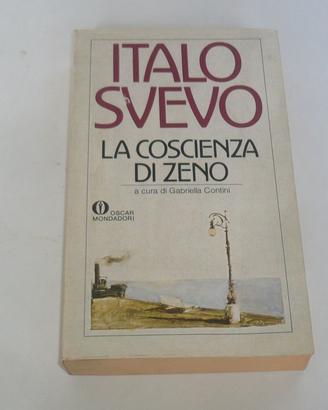 ITALO
SVEVO
LA COSCIENZA
DI ZENO
a cura di Gabriella Contini
OSCAR
MONDADORI